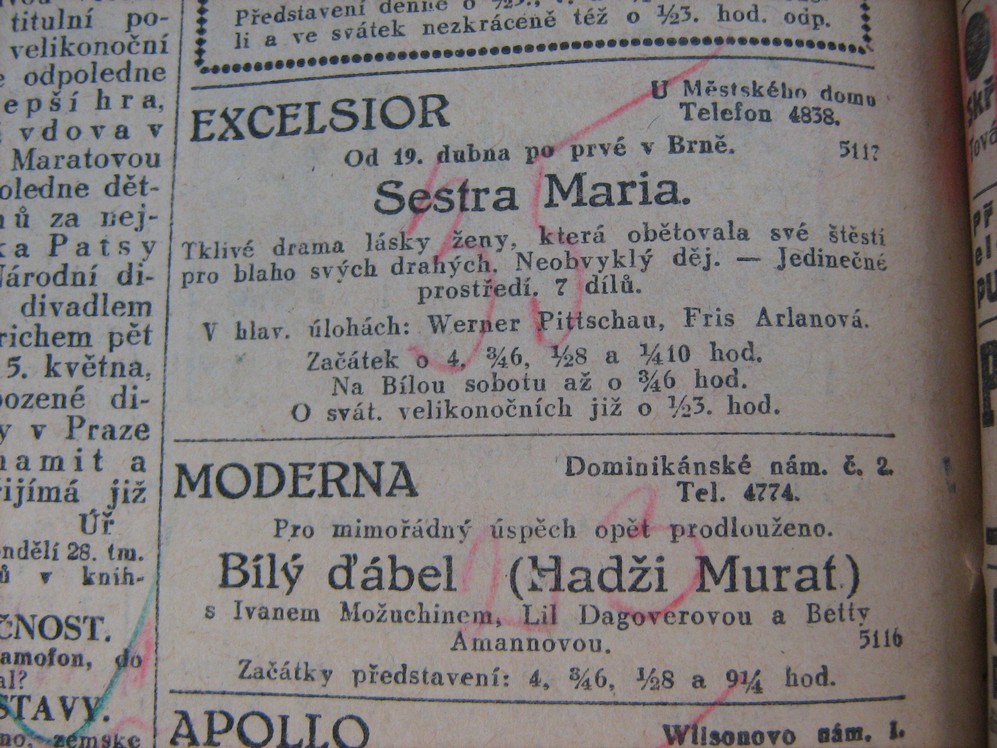 titulní po-
velikonoční
odpoledne
lepší hra,
vdova v
Maratovou
oledne dět-
ů za nej-
ka Patsy
Národní di-
divadlem
richem pět
5. května,
ozené di-
y v Praze
namit a
ijímá již
Úř
ndělí 28. tm.
ů v knih-
ČNOST.
amofon, do
al?
STAVY.
no, zemske
Představení denně o
li a ve svátek nezkráceně též o ½3. hod. odp.
EXCELSIOR
U Městského domu
Telefon 4838.
Od 19. dubna po prvé v Brně.
5117
Sestra Maria.
Tklivé drama lásky ženy, která obětovala své štěstí
pro blaho svých drahých. Neobvyklý děj. — Jedinečné
prostředí. 7 dílů.
V hlav. úlohách: Werner Pittschau, Fris Arlanová.
Začátek o 4, ¾6, ½8 a ¼10 hod.
Na Bílou sobotu až o ¾6 hod.
O svát. velikonočních již o ½3. hod.
MODERNA
Dominikánské nám. č. 2.
Tel. 4774.
Pro mimořádný úspěch opět prodlouženo.
Bílý ďábel (Hadži Murat)
s Ivanem Možuchinem, Lil Dagoverovou a Betty
Amannovou.
5116
Začátky představení: 4, ¾6, ½8 a 9¼ hod.
APOLLO
Wilsonovo nám. 1.